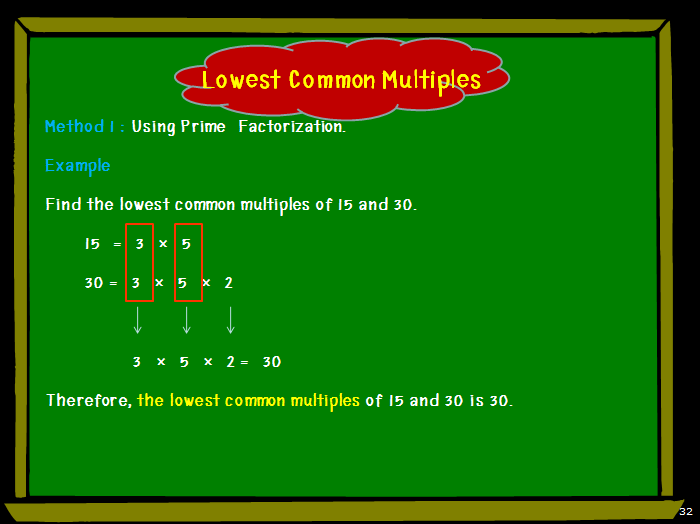 Lowest Common Multiples
Method 1 : Using Prime Factorization.
Example
Find the lowest common multiples of 15 and 30.
15 = 3 × 5
30 = 3 × 5 × 2
3 × 5 × 2 = 30
Therefore, the lowest common multiples of 15 and 30 is 30.
32